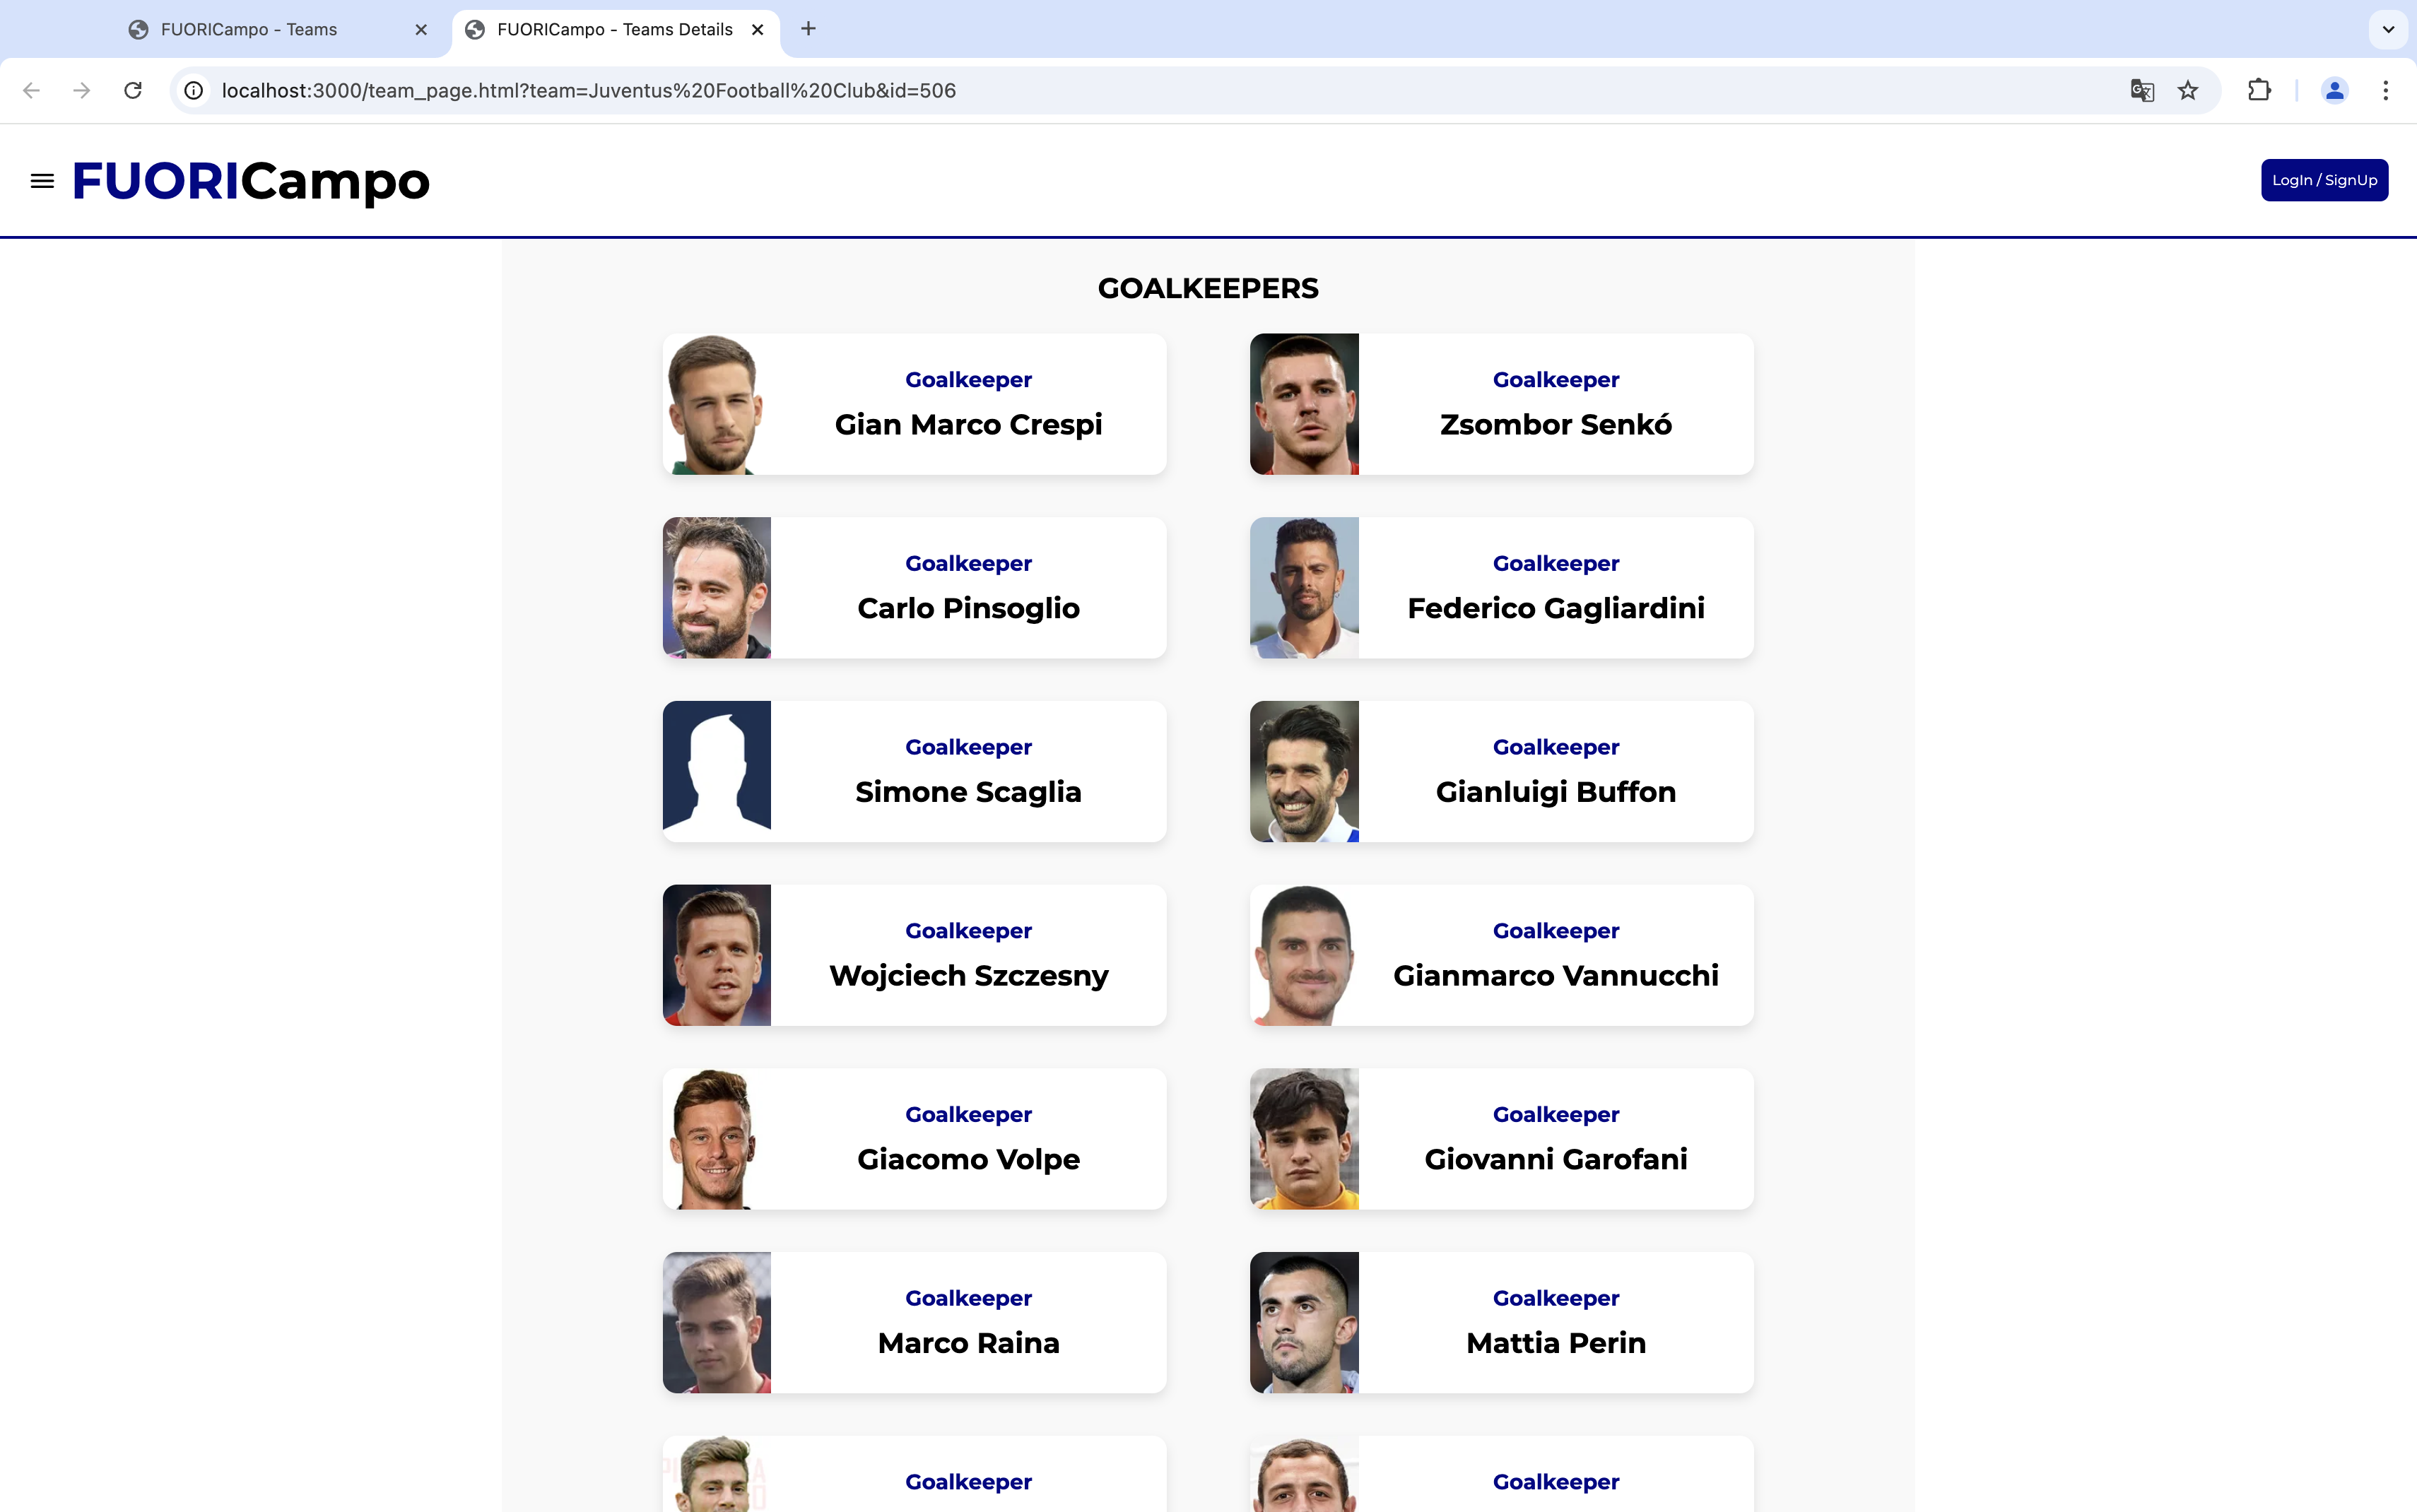 FUORICampo - Teams
FUORICampo - Teams Details
localhost:3000/team_page.html?team=Juventus%20Football%20Club&id=506
FUORICampo
LogIn / SignUp
GOALKEEPERS
Goalkeeper
Gian Marco Crespi
Goalkeeper
Zsombor Senkó
Goalkeeper
Carlo Pinsoglio
Goalkeeper
Federico Gagliardini
Goalkeeper
Simone Scaglia
Goalkeeper
Gianluigi Buffon
Goalkeeper
Wojciech Szczesny
Goalkeeper
Gianmarco Vannucchi
Goalkeeper
Giacomo Volpe
Goalkeeper
Giovanni Garofani
Goalkeeper
Marco Raina
Goalkeeper
Mattia Perin
Goalkeeper
Goalkeeper